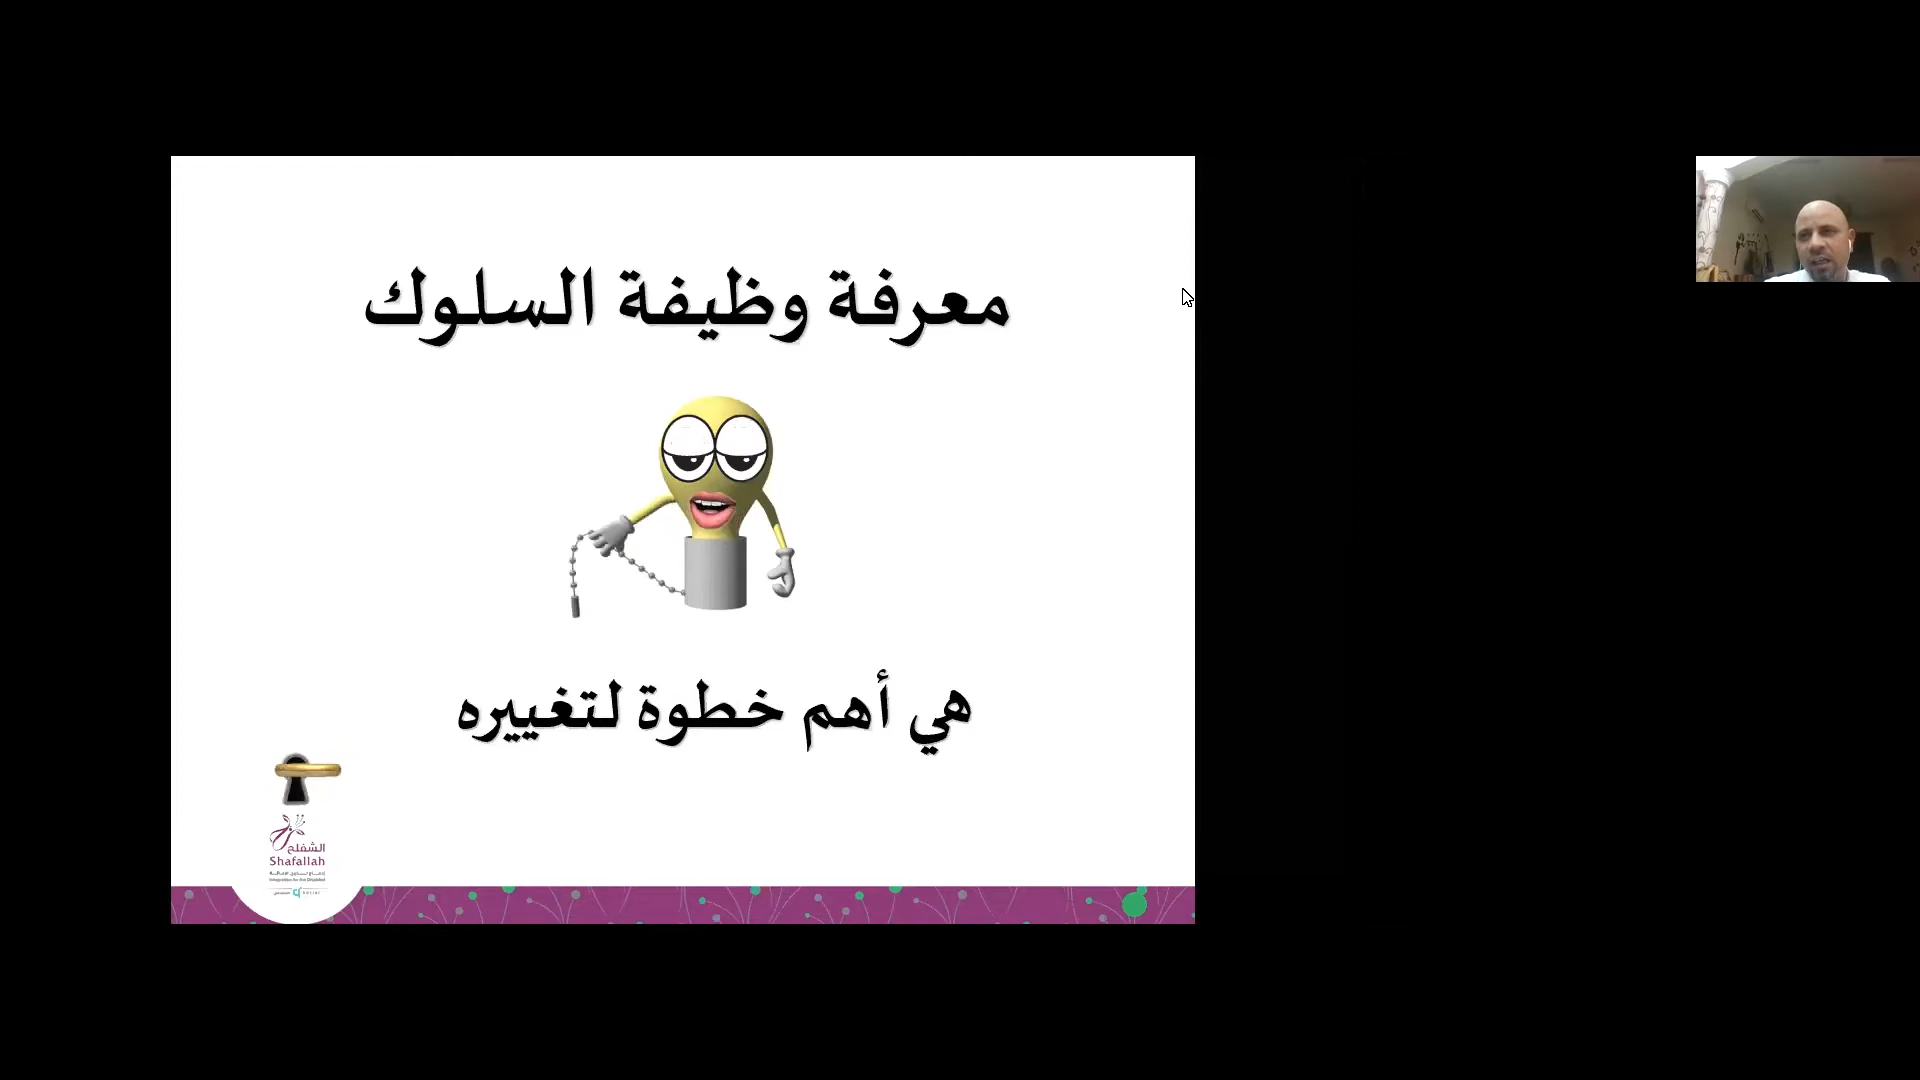 معرفة وظيفة السلوك
هي أهم خطوة لتغييره
الشفلح
Shafallah